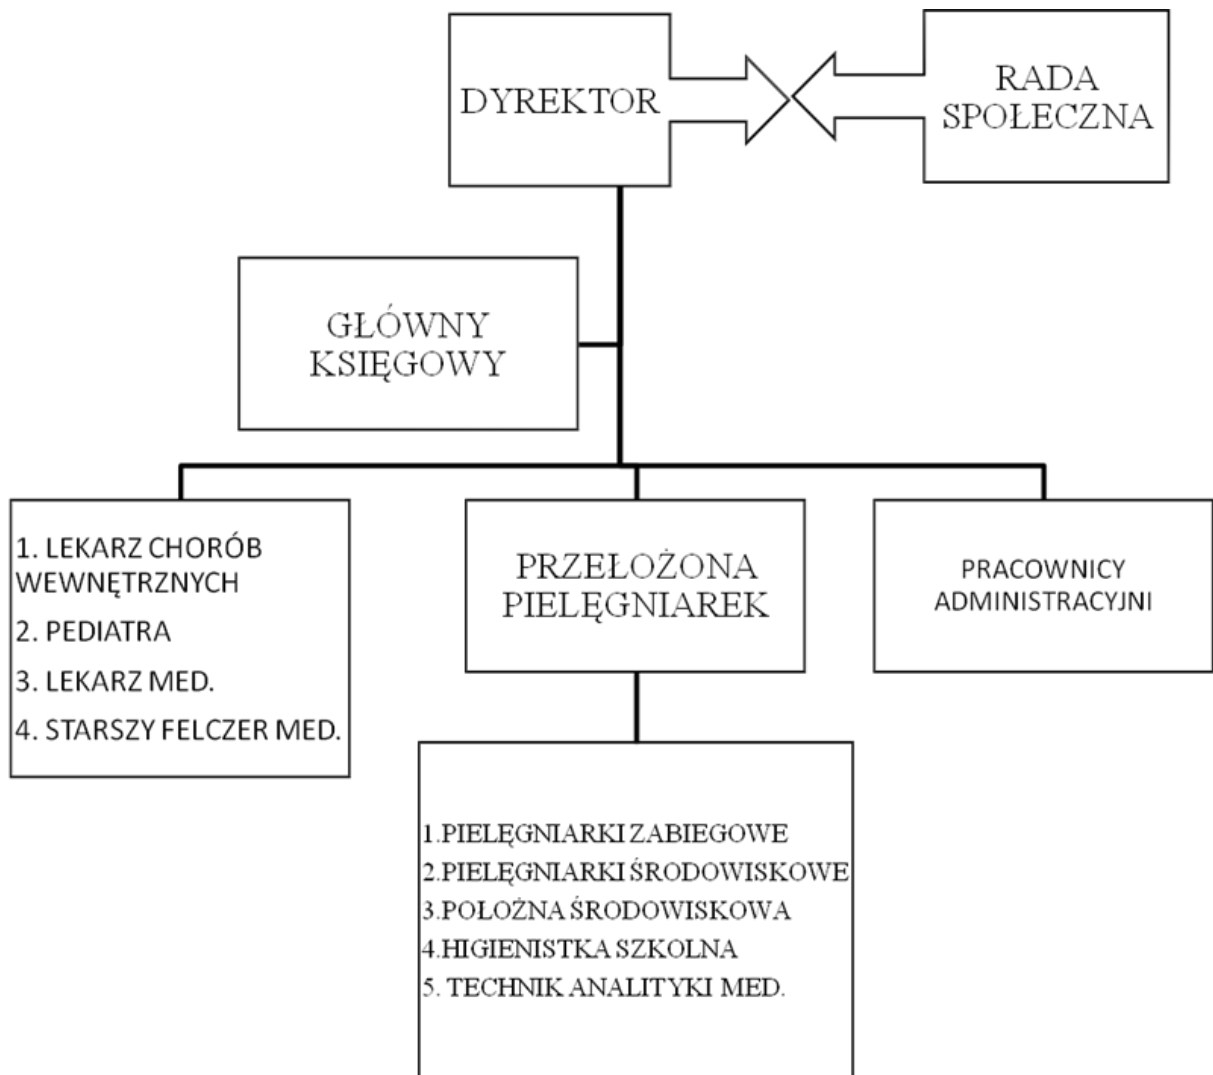 DYREKTOR
RADA
SPOŁECZNA
GŁÓWNY
KSIĘGOWY
1. LEKARZ CHORÓB
WEWNĘTRZNYCH
2. PEDIATRA
3. LEKARZ MED.
4. STARSZY FELCZER MED.
PRZEŁOŻONA
PIELĘGNIAREK
PRACOWNICY
ADMINISTRACYJNI
1.PIELĘGNIARKI ZABIEGOWE
2.PIELĘGNIARKI ŚRODOWISKOWE
3.POŁOŻNA ŚRODOWISKOWA
4.HIGIENISTKA SZKOLNA
5. TECHNIK ANALITYKI MED.